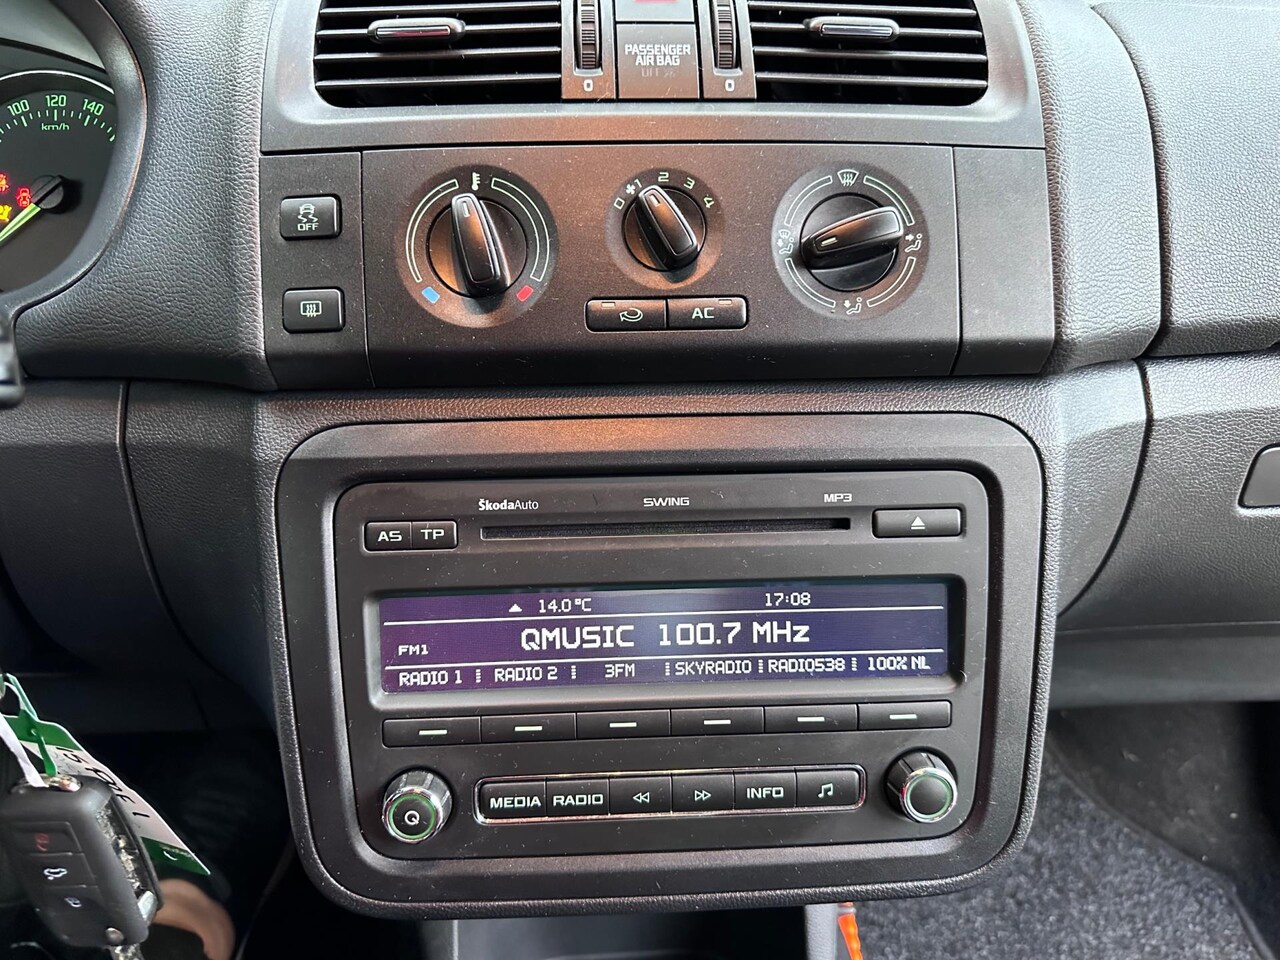 PASSENGER
AIR BAG
OFF
0 0
100 120 140
km/h
0 1 2 3 4
OFF
AC
ŠkodaAuto SWING MP3
AS TP
14.0°C 17:08
QMUSIC 100.7 MHz
FM1
RADIO 1 RADIO 2 3FM SKYRADIO RADIO538 100% NL
MEDIA RADIO INFO
Q